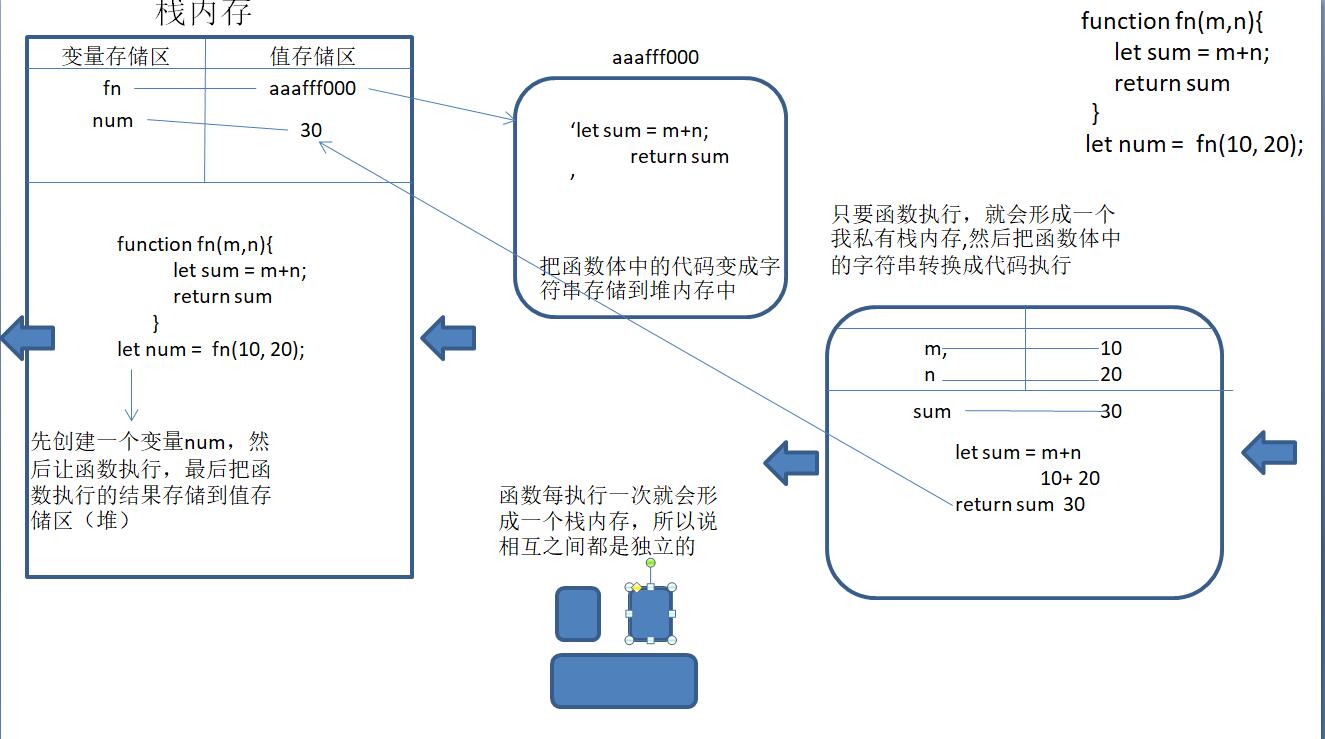 栈内存
变量存储区 值存储区
fn aaafff000
num 30
function fn(m,n){
let sum = m+n;
return sum
}
let num = fn(10, 20);
先创建一个变量num，然
后让函数执行，最后把函
数执行的结果存储到值存
储区（堆）
aaafff000
‘let sum = m+n;
return sum
’
把函数体中的代码变成字
符串存储到堆内存中
function fn(m,n){
let sum = m+n;
return sum
}
let num = fn(10, 20);
只要函数执行，就会形成一个
我私有栈内存,然后把函数体中
的字符串转换成代码执行
m, 10
n 20
sum 30
let sum = m+n
10+ 20
return sum 30
函数每执行一次就会形
成一个栈内存，所以说
相互之间都是独立的